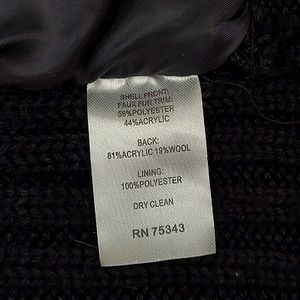 SHELL FRONT:
FAUX FUR TRIM:
56%POLYESTER
44%ACRYLIC
BACK:
81%ACRYLIC 19%WOOL
LINING:
100%POLYESTER
DRY CLEAN
RN 75343